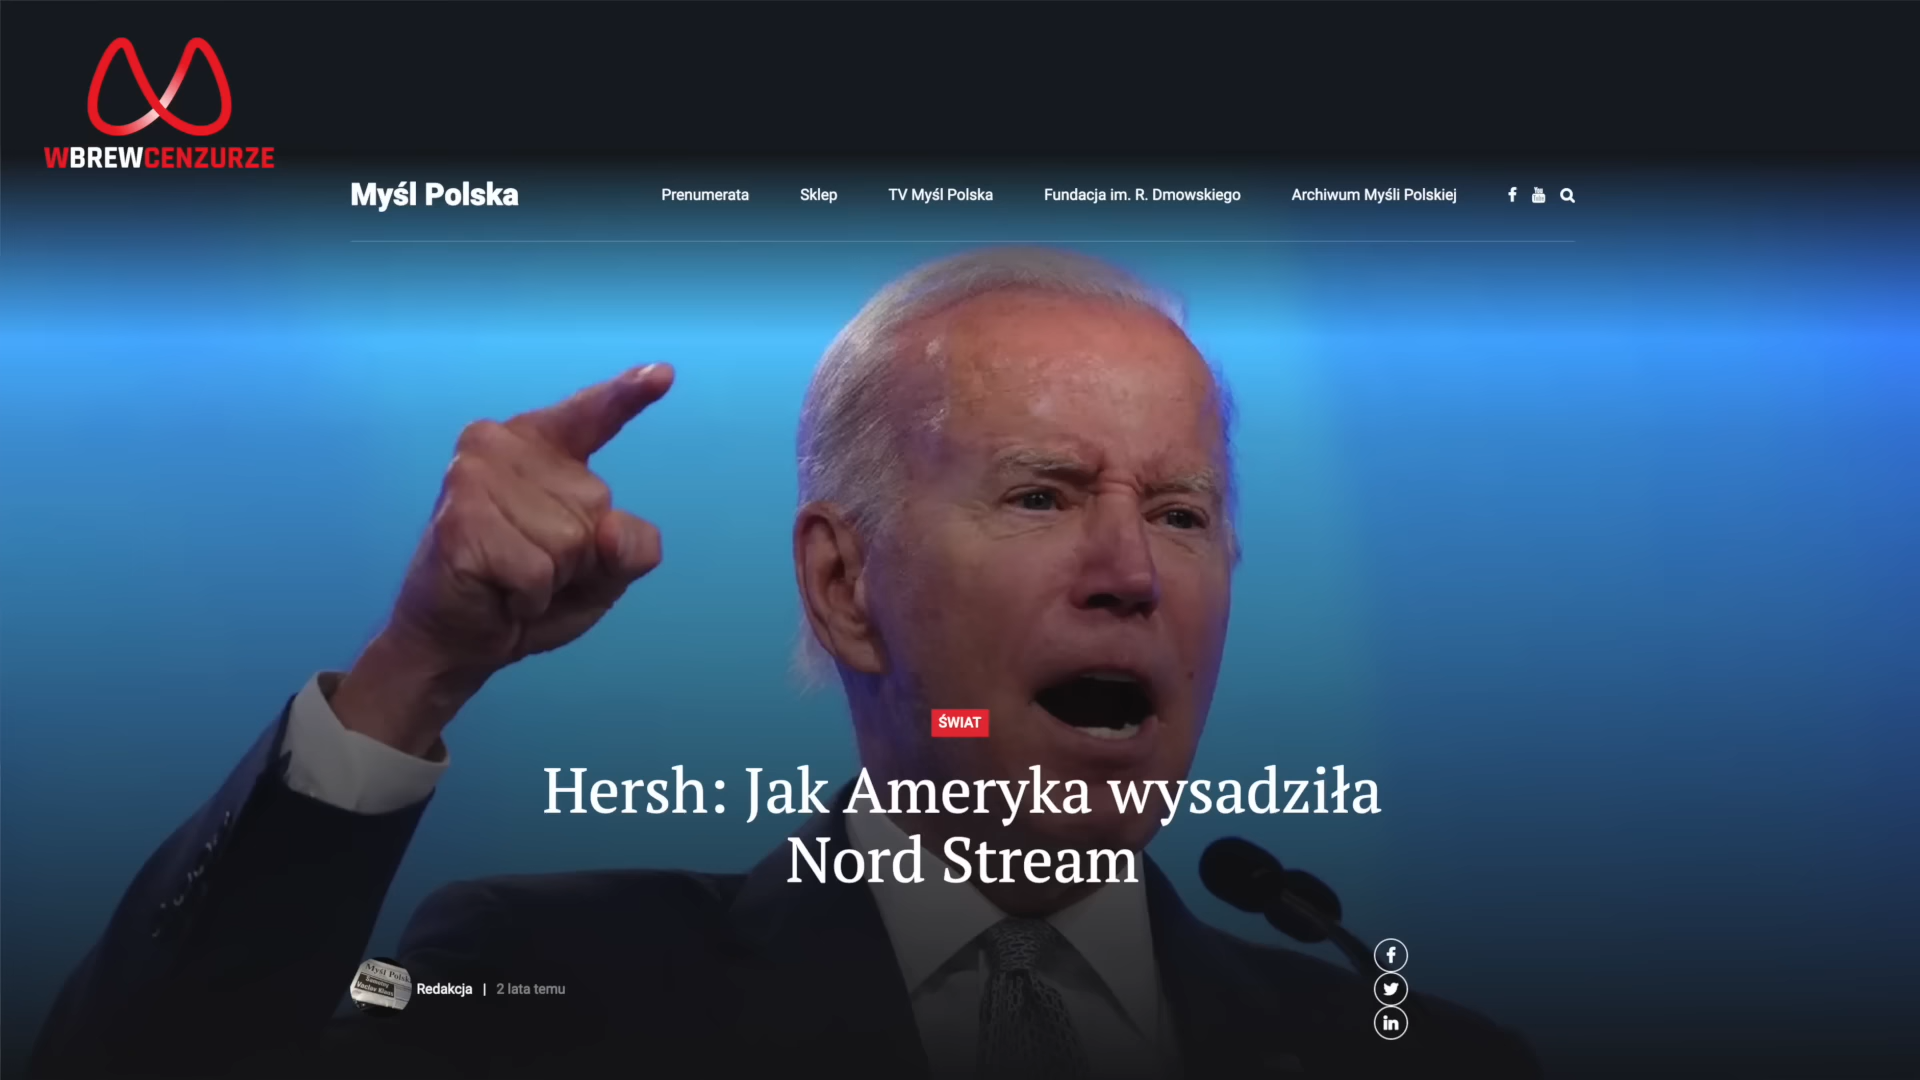 WBREWCENZURZE
Myśl Polska
Prenumerata
Sklep
TV Myśl Polska
Fundacja im. R. Dmowskiego
Archiwum Myśli Polskiej
ŚWIAT
Hersh: Jak Ameryka wysadziła
Nord Stream
Redakcja | 2 lata temu